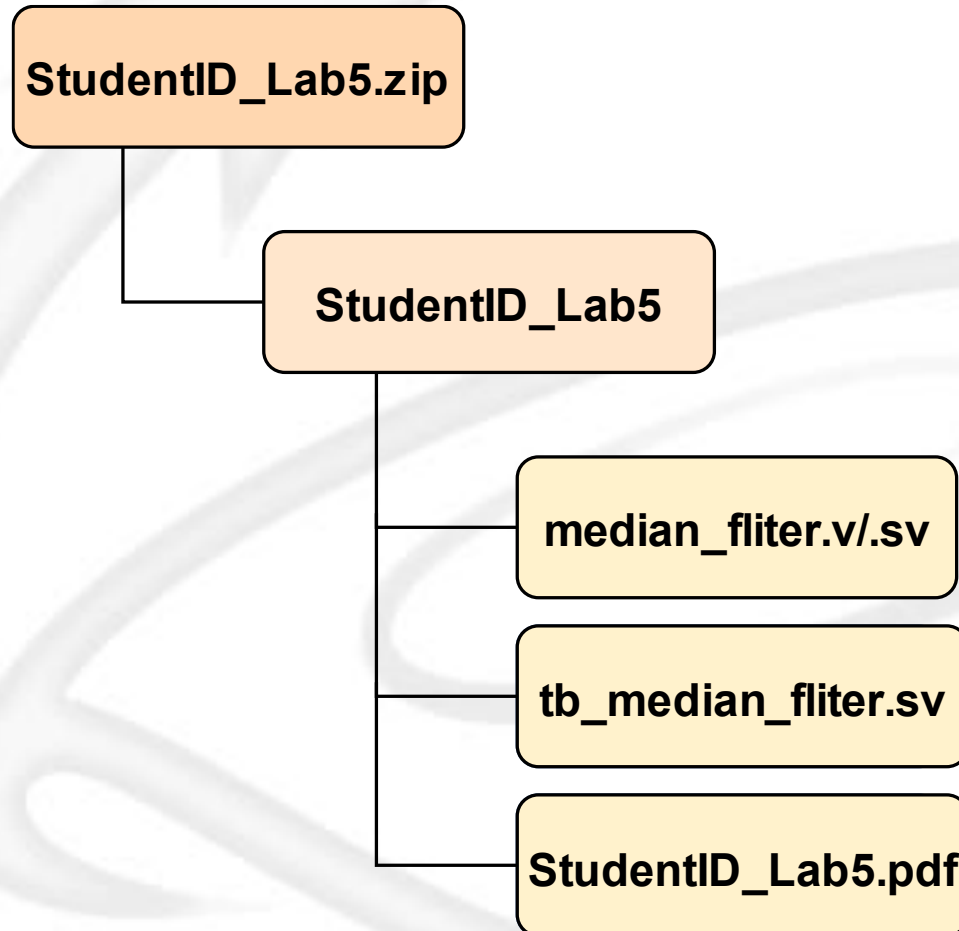 StudentID_Lab5.zip
StudentID_Lab5
median_fliter.v/.sv
tb_median_fliter.sv
StudentID_Lab5.pdf